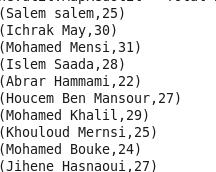 (Salem salem,25)
(Ichrak May,30)
(Mohamed Mensi,31)
(Islem Saada,28)
(Abrar Hammami,22)
(Houcem Ben Mansour,27)
(Mohamed Khalil,29)
(Khouloud Mernsi,25)
(Mohamed Bouke,24)
(Jihene Hasnaoui,27)